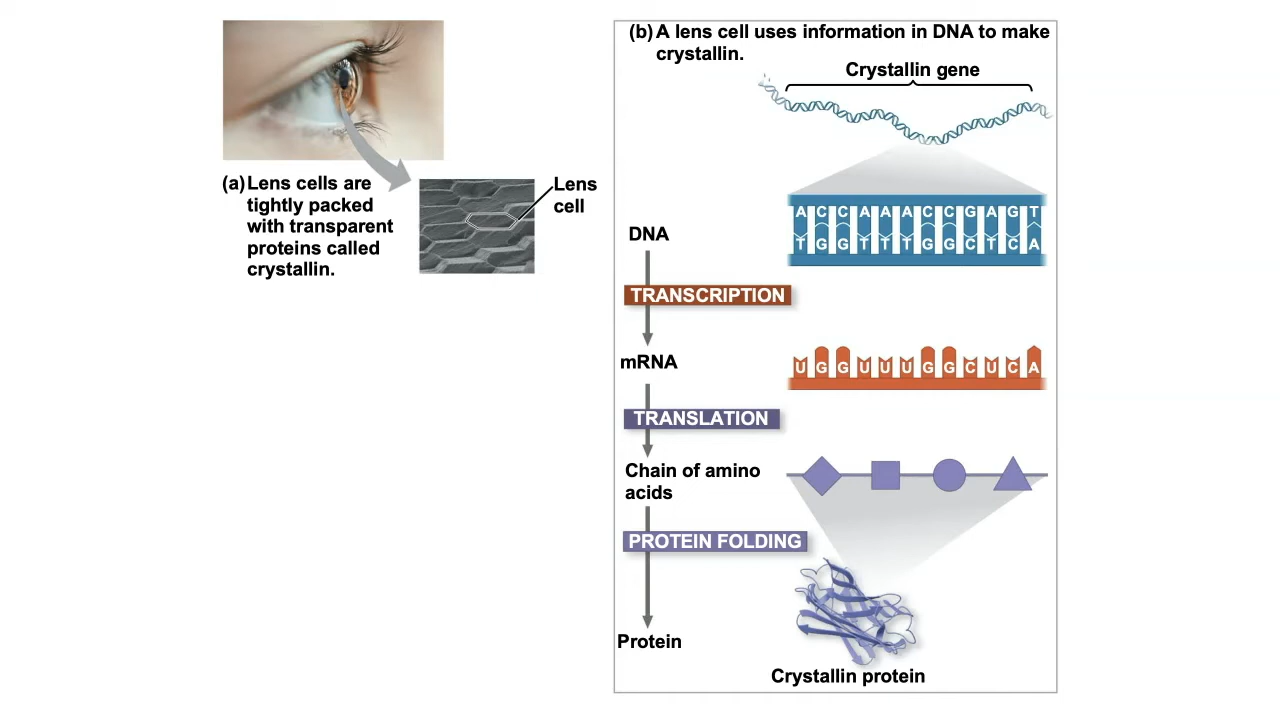 (a) Lens cells are
tightly packed
with transparent
proteins called
crystallin.
Lens
cell
(b) A lens cell uses information in DNA to make
crystallin.
Crystallin gene
DNA
A C C A A A C C G A G T
T G G T T T G G C T C A
TRANSCRIPTION
mRNA
U G G U U U G G C U C A
TRANSLATION
Chain of amino
acids
PROTEIN FOLDING
Protein
Crystallin protein